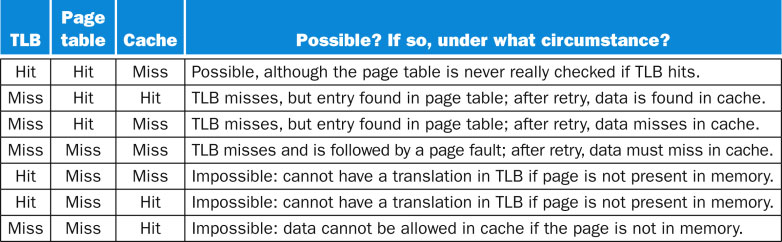 TLB Page table Cache Possible? If so, under what circumstance?
Hit Hit Miss Possible, although the page table is never really checked if TLB hits.
Miss Hit Hit TLB misses, but entry found in page table; after retry, data is found in cache.
Miss Hit Miss TLB misses, but entry found in page table; after retry, data misses in cache.
Miss Miss Miss TLB misses and is followed by a page fault; after retry, data must miss in cache.
Hit Miss Miss Impossible: cannot have a translation in TLB if page is not present in memory.
Hit Miss Hit Impossible: cannot have a translation in TLB if page is not present in memory.
Miss Miss Hit Impossible: data cannot be allowed in cache if the page is not in memory.